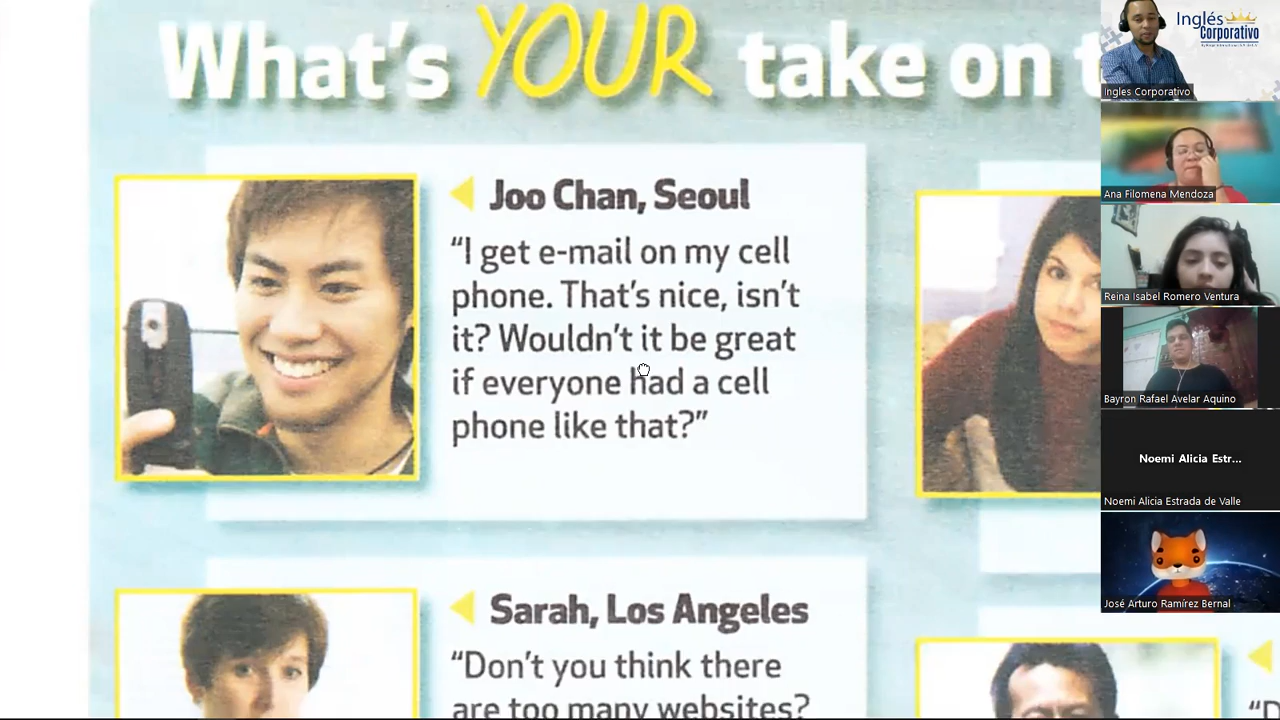 What's YOUR take on t
Joo Chan, Seoul
"I get e-mail on my cell
phone. That's nice, isn't
it? Wouldn't it be great
if everyone had a cell
phone like that?"
Sarah, Los Angeles
"Don't you think there
are too many websites?
"D
Inglés
Corporativo
Ingles Corporativo
Ana Filomena Mendoza
Reina Isabel Romero Ventura
Bayron Rafael Avelar Aquino
Noemi Alicia Estr...
Noemi Alicia Estrada de Valle
José Arturo Ramírez Bernal